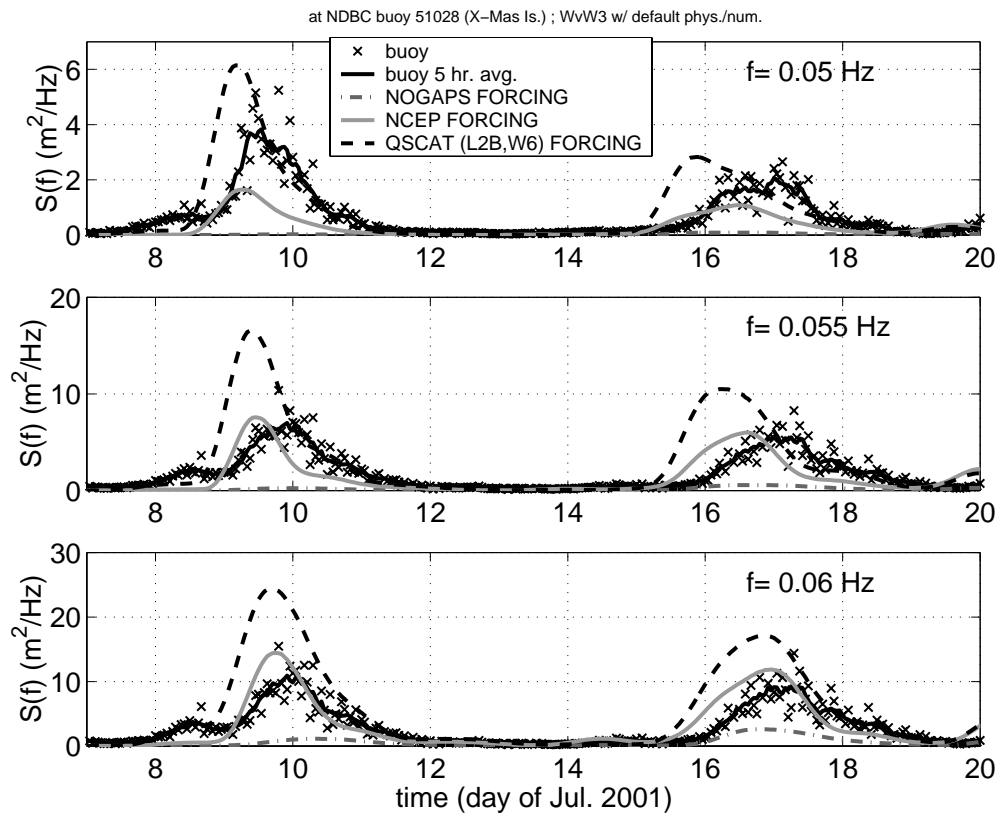 at NDBC buoy 51028 (X−Mas Is.) ; WvW3 w/ default phys./num.
buoy
buoy 5 hr. avg.
NOGAPS FORCING
NCEP FORCING
QSCAT (L2B,W6) FORCING
f= 0.05 Hz
S(f) (m²/Hz)
6
4
2
0
8 10 12 14 16 18 20
f= 0.055 Hz
S(f) (m²/Hz)
20
10
0
8 10 12 14 16 18 20
f= 0.06 Hz
S(f) (m²/Hz)
30
20
10
0
8 10 12 14 16 18 20
time (day of Jul. 2001)